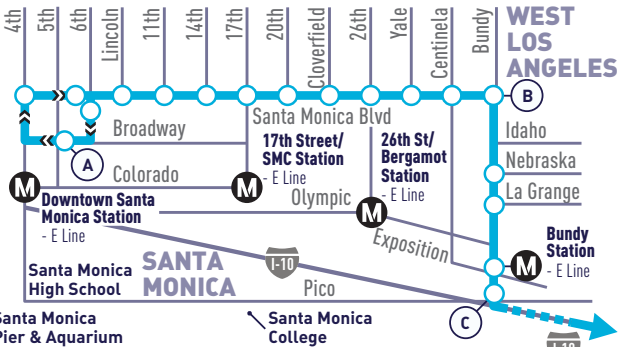 4th
5th
6th
Lincoln
11th
14th
17th
20th
Cloverfield
26th
Yale
Centinela
Bundy
WEST
LOS
ANGELES
B
Santa Monica Blvd
Broadway
Idaho
A
17th Street/
SMC Station
- E Line
26th St/
Bergamot
Station
- E Line
Nebraska
Colorado
La Grange
M
M
M
Olympic
Downtown Santa
Monica Station
- E Line
Exposition
Bundy
Station
- E Line
M
I-10
SANTA
MONICA
Santa Monica
High School
Pico
C
Santa Monica
Pier & Aquarium
Santa Monica
College
I-10